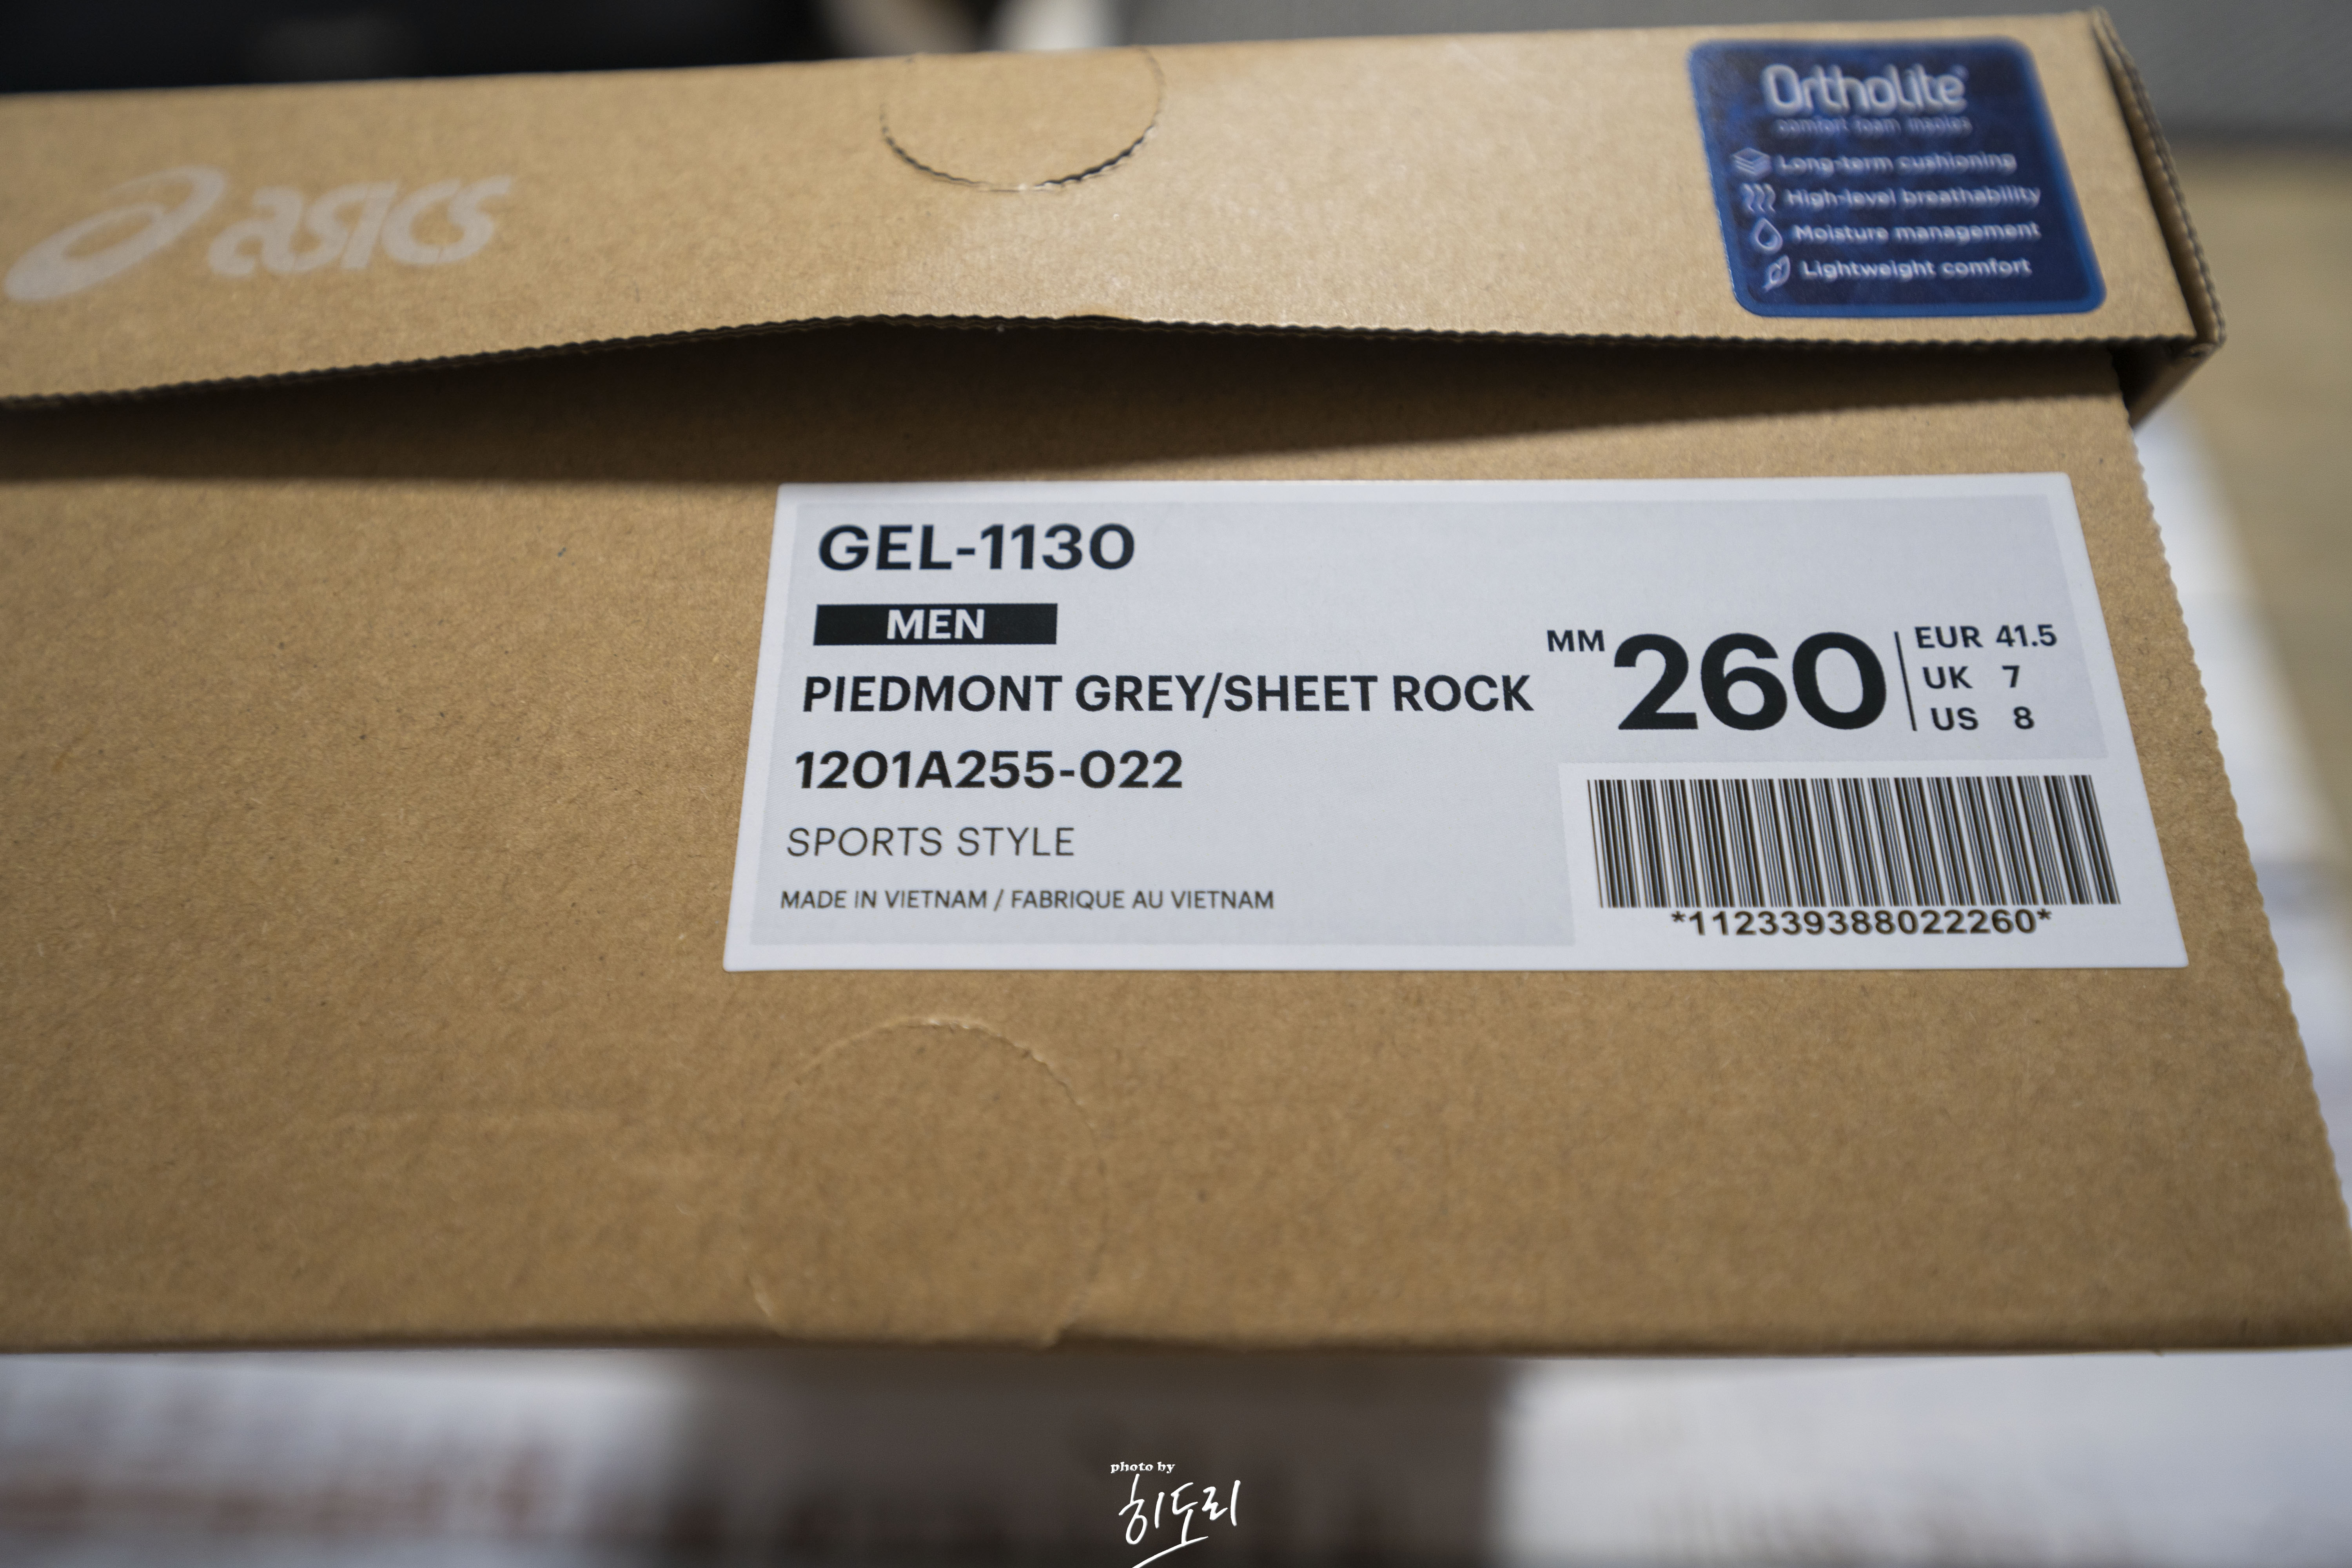 asics
OrthoLite®
comfort foam insoles
Long-term cushioning
High-level breathability
Moisture management
Lightweight comfort
GEL-1130
MEN
PIEDMONT GREY/SHEET ROCK
1201A255-022
SPORTS STYLE
MADE IN VIETNAM / FABRIQUE AU VIETNAM
MM 260
EUR 41.5
UK 7
US 8
*112339388022260*
photo by
히도리